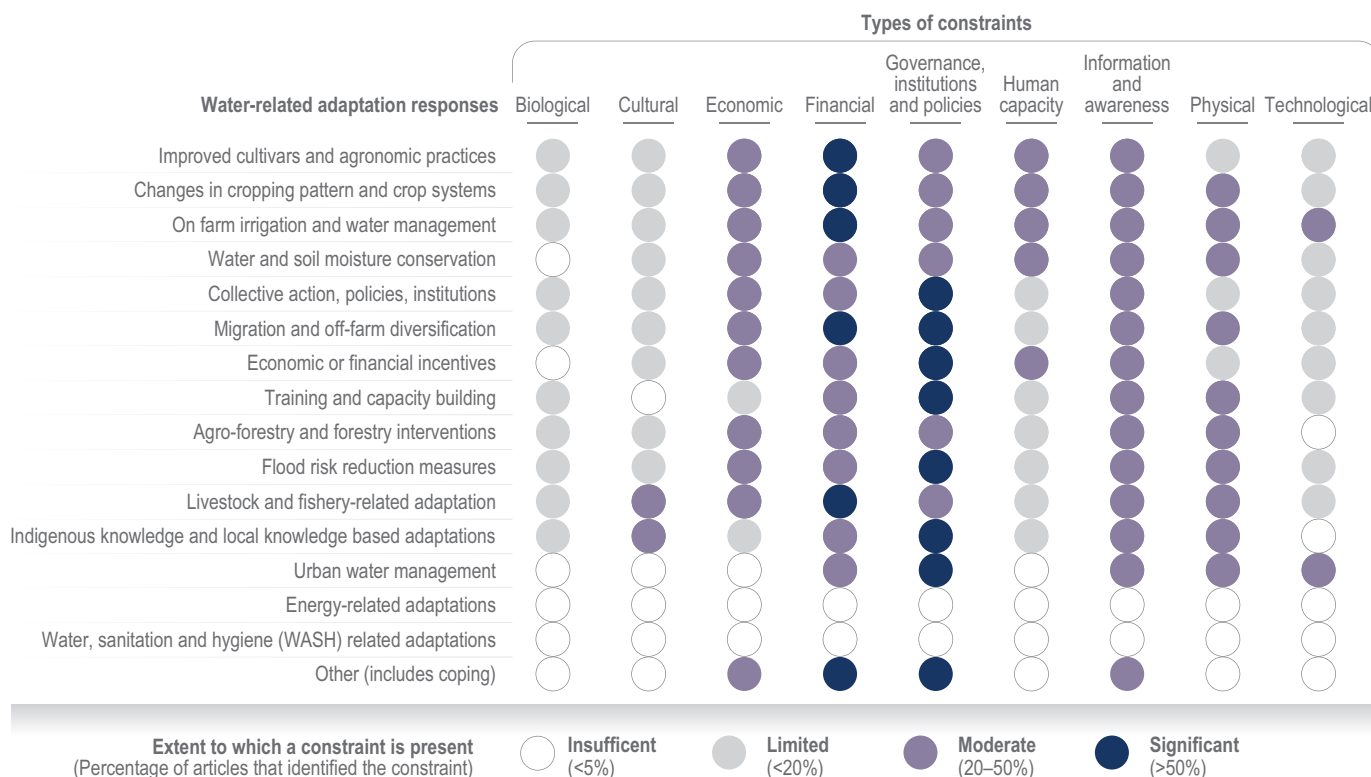 Types of constraints
Governance,
institutions
and policies
Information
and
awareness
Human
capacity
Water-related adaptation responses
Biological
Cultural
Economic
Financial
Physical
Technological
Improved cultivars and agronomic practices
Changes in cropping pattern and crop systems
On farm irrigation and water management
Water and soil moisture conservation
Collective action, policies, institutions
Migration and off-farm diversification
Economic or financial incentives
Training and capacity building
Agro-forestry and forestry interventions
Flood risk reduction measures
Livestock and fishery-related adaptation
Indigenous knowledge and local knowledge based adaptations
Urban water management
Energy-related adaptations
Water, sanitation and hygiene (WASH) related adaptations
Other (includes coping)
Extent to which a constraint is present
(Percentage of articles that identified the constraint)
Insufficent
(<5%)
Limited
(<20%)
Moderate
(20–50%)
Significant
(>50%)